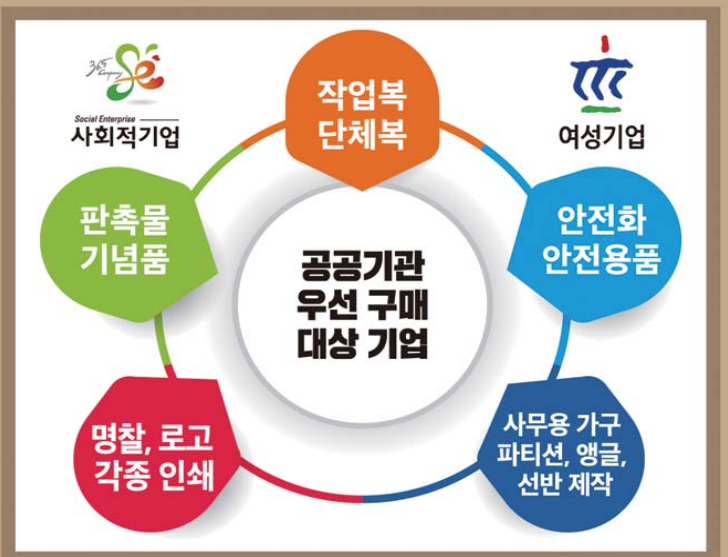 365
Company
Social Enterprise
사회적기업
여성기업
작업복
단체복
판촉물
기념품
안전화
안전용품
공공기관
우선 구매
대상 기업
명찰, 로고
각종 인쇄
사무용 가구
파티션, 앵글,
선반 제작